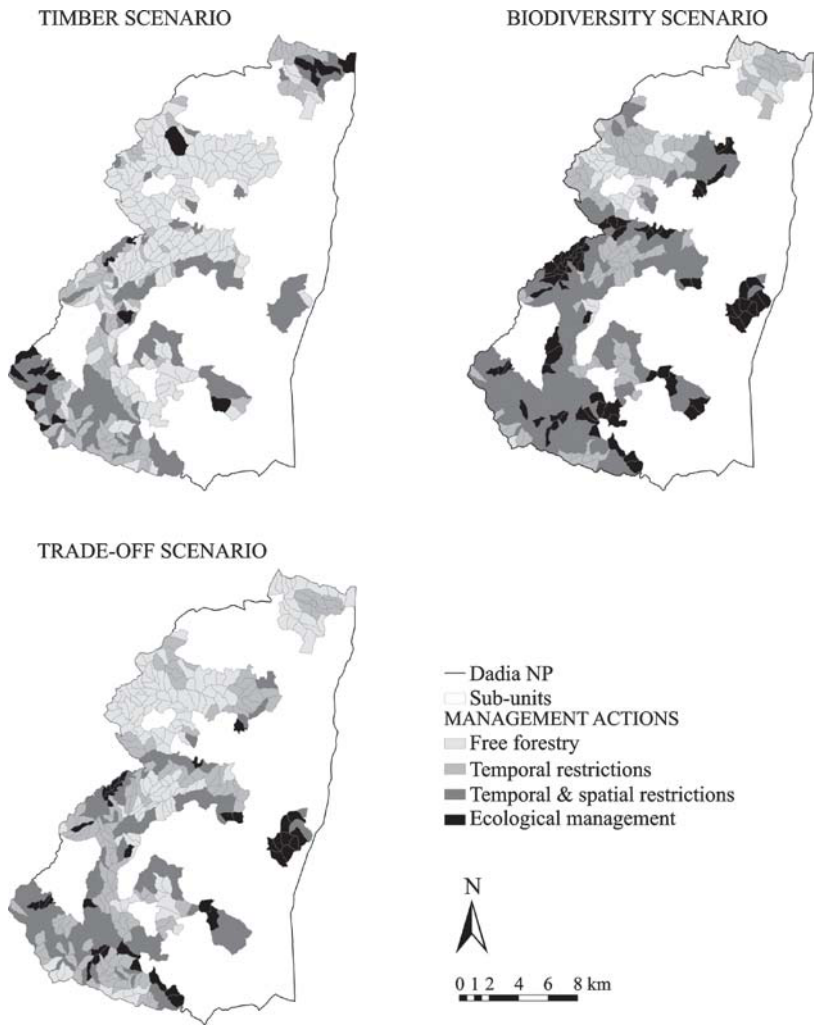 TIMBER SCENARIO
BIODIVERSITY SCENARIO
TRADE-OFF SCENARIO
Dadia NP
Sub-units
MANAGEMENT ACTIONS
Free forestry
Temporal restrictions
Temporal & spatial restrictions
Ecological management
N
0 1 2 4 6 8 km